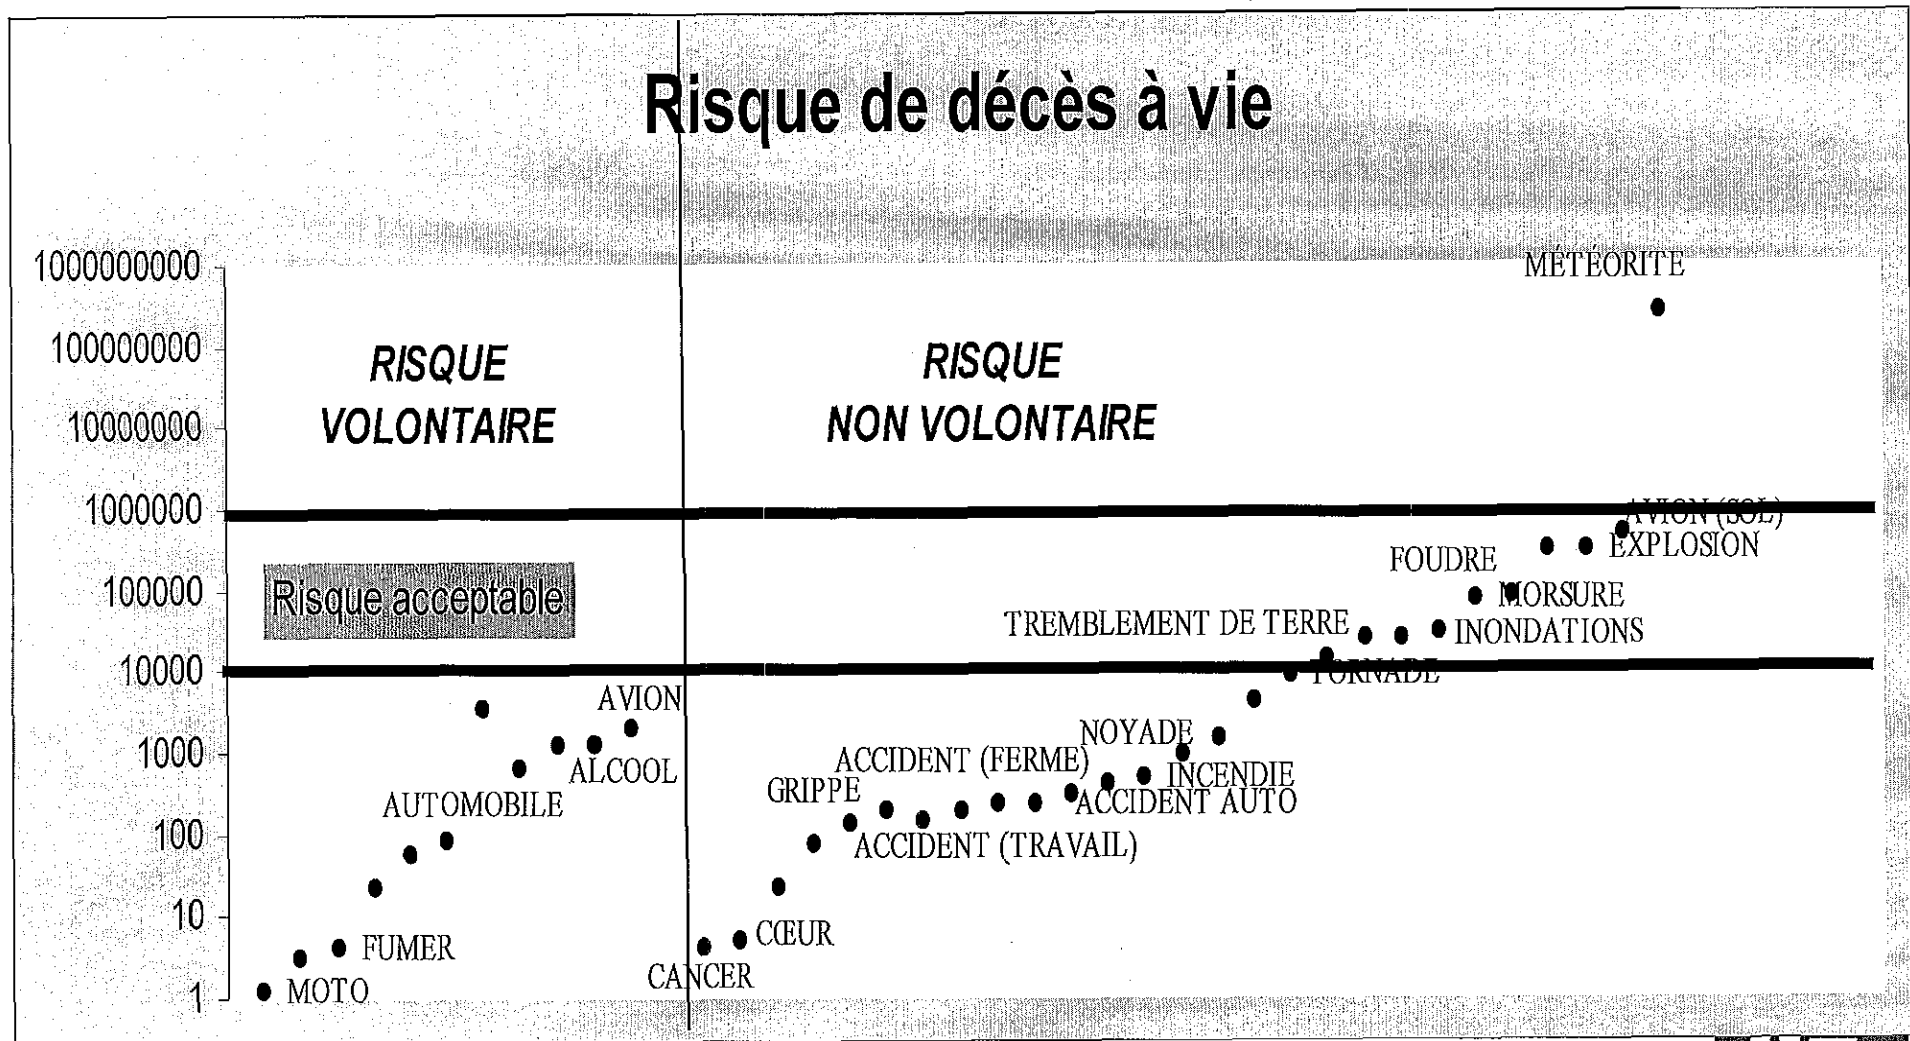 Risque de décès à vie
1000000000
100000000
10000000
1000000
100000
10000
1000
100
10
1
RISQUE
VOLONTAIRE
RISQUE
NON VOLONTAIRE
Risque acceptable
MÉTÉORITE
AVION (SOL)
EXPLOSION
FOUDRE
MORSURE
TREMBLEMENT DE TERRE
INONDATIONS
TORNADE
AVION
NOYADE
ACCIDENT (FERME)
ALCOOL
INCENDIE
GRIPPE
AUTOMOBILE
ACCIDENT AUTO
ACCIDENT (TRAVAIL)
FUMER
CŒUR
CANCER
MOTO